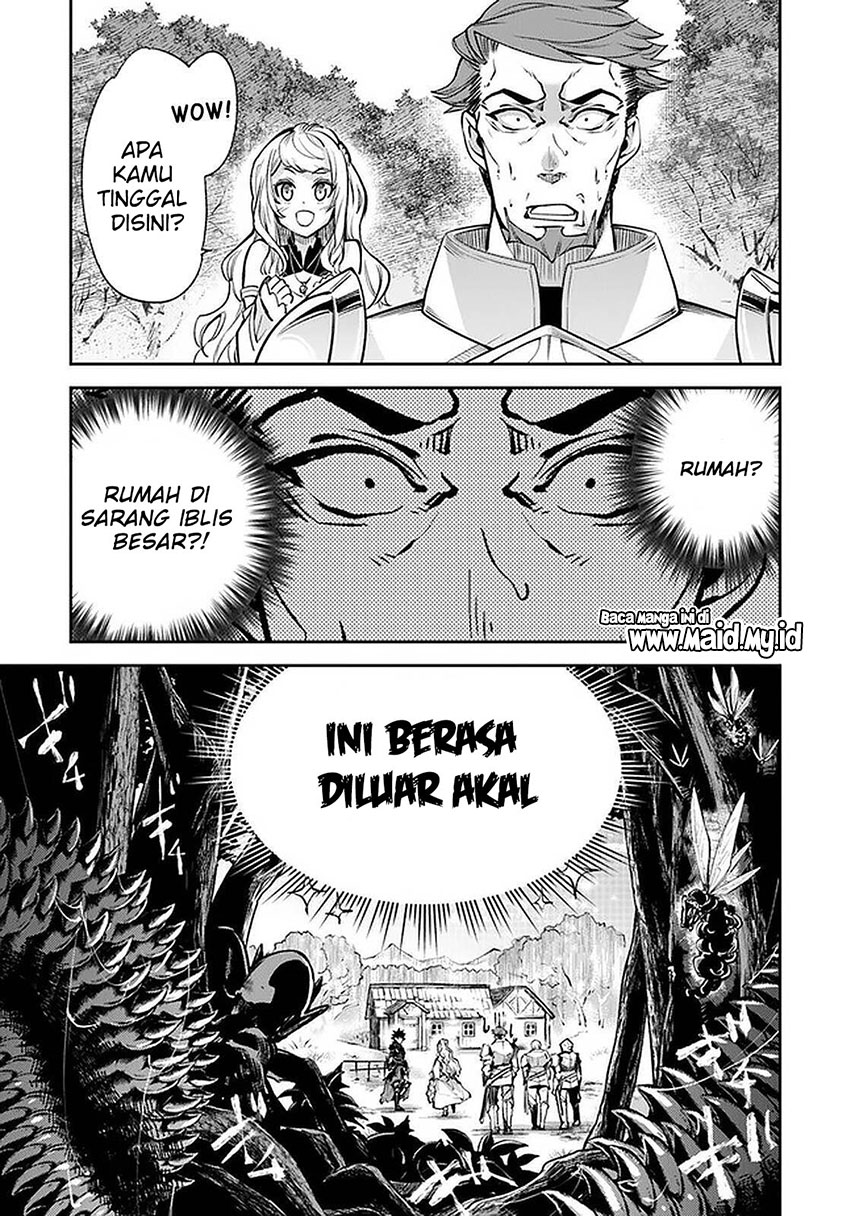 WOW!
APA
KAMU
TINGGAL
DISINI?
RUMAH?
RUMAH DI
SARANG IBLIS
BESAR?!
Baca Manga ini di
www.Maid.My.id
INI BERASA
DILUAR AKAL